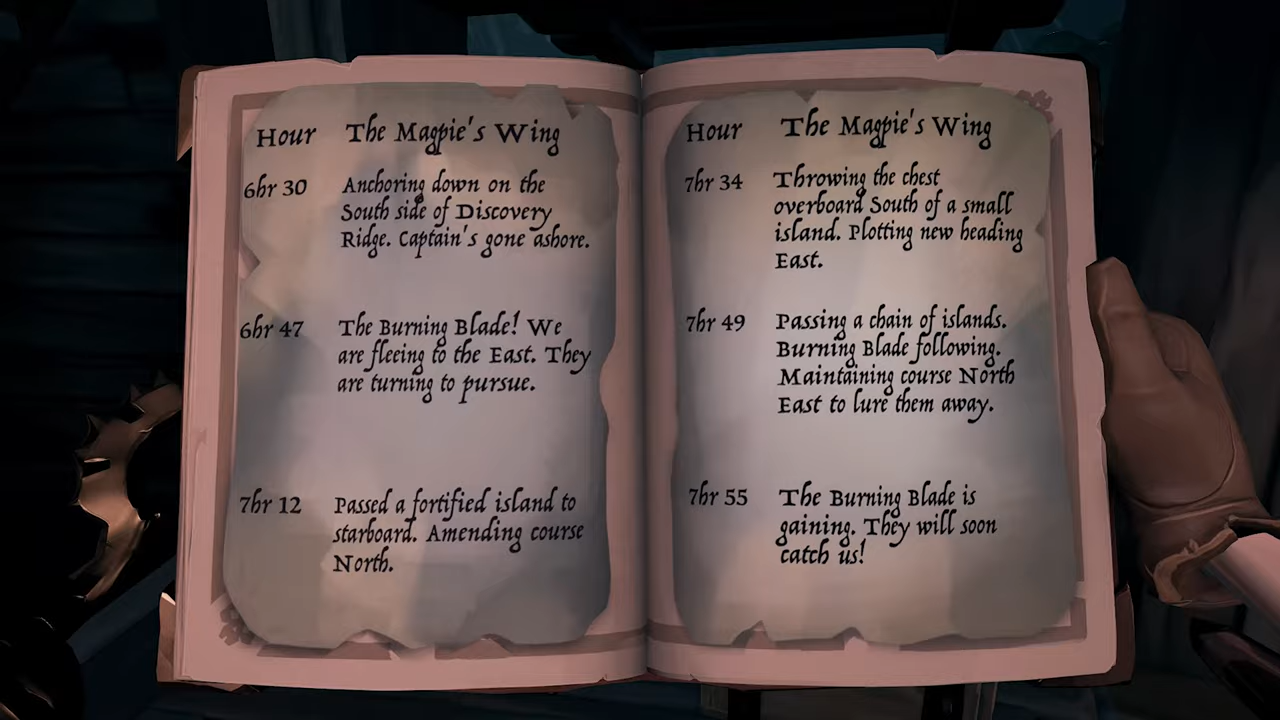 Hour The Magpie's Wing
6hr 30 Anchoring down on the
South side of Discovery
Ridge. Captain's gone ashore.
6hr 47 The Burning Blade! We
are fleeing to the East. They
are turning to pursue.
7hr 12 Passed a fortified island to
starboard. Amending course
North.
Hour The Magpie's Wing
7hr 34 Throwing the chest
overboard South of a small
island. Plotting new heading
East.
7hr 49 Passing a chain of islands.
Burning Blade following.
Maintaining course North
East to lure them away.
7hr 55 The Burning Blade is
gaining. They will soon
catch us!